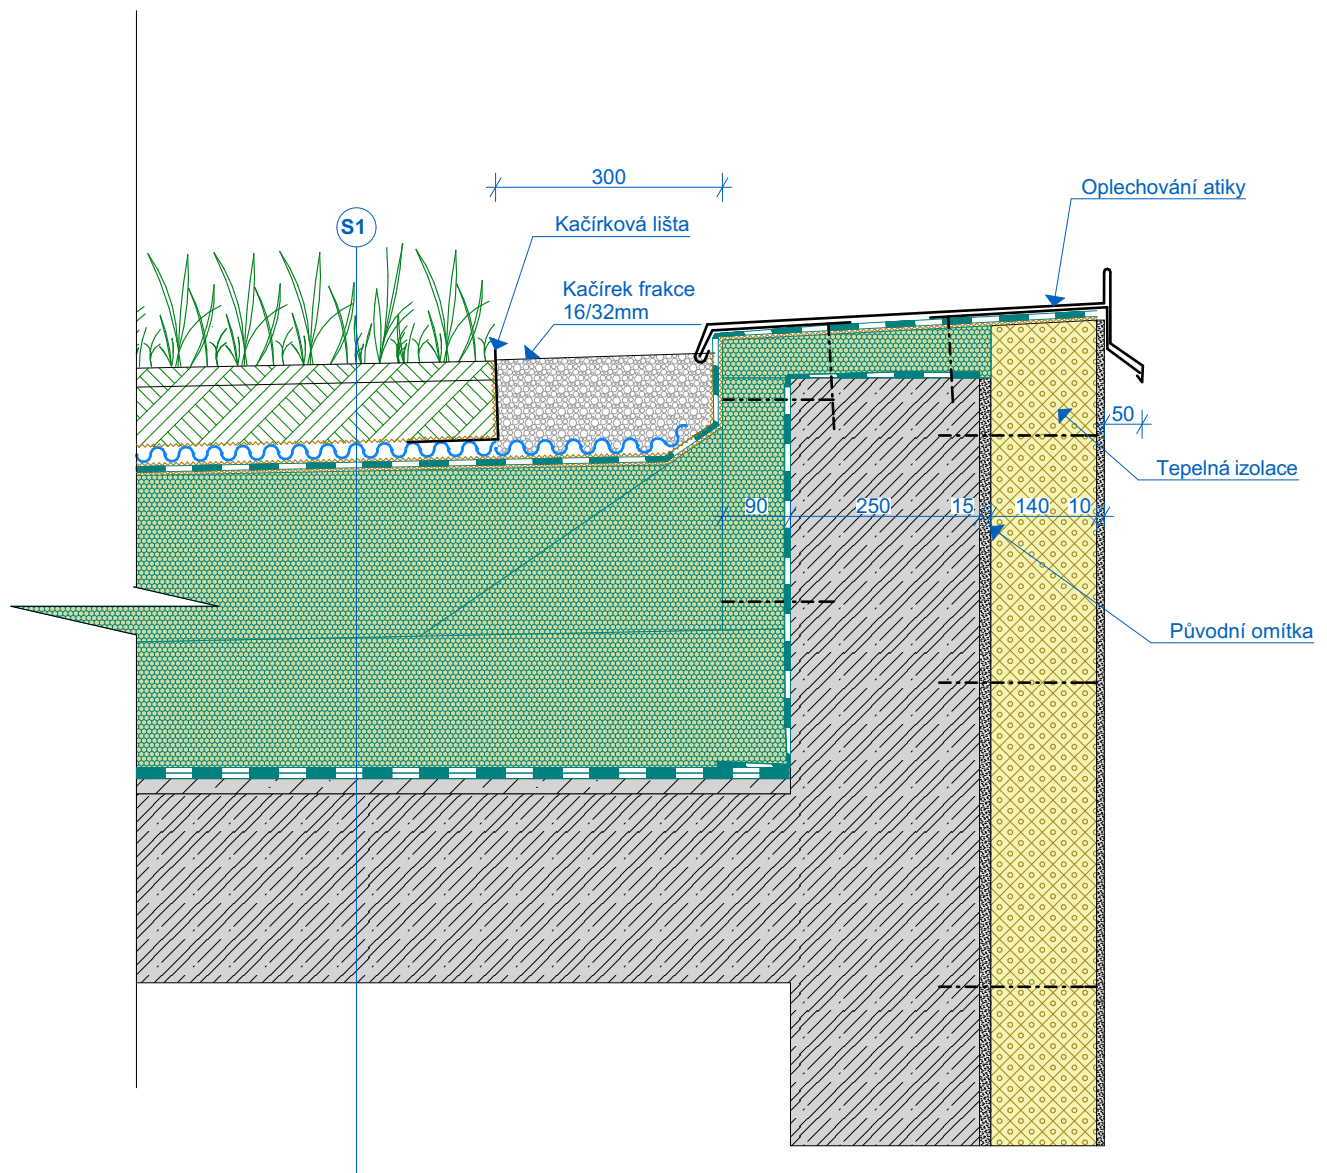 300
Oplechování atiky
S1
Kačírková lišta
Kačírek frakce
16/32mm
50
Tepelná izolace
90
250
15
140
10
Původní omítka